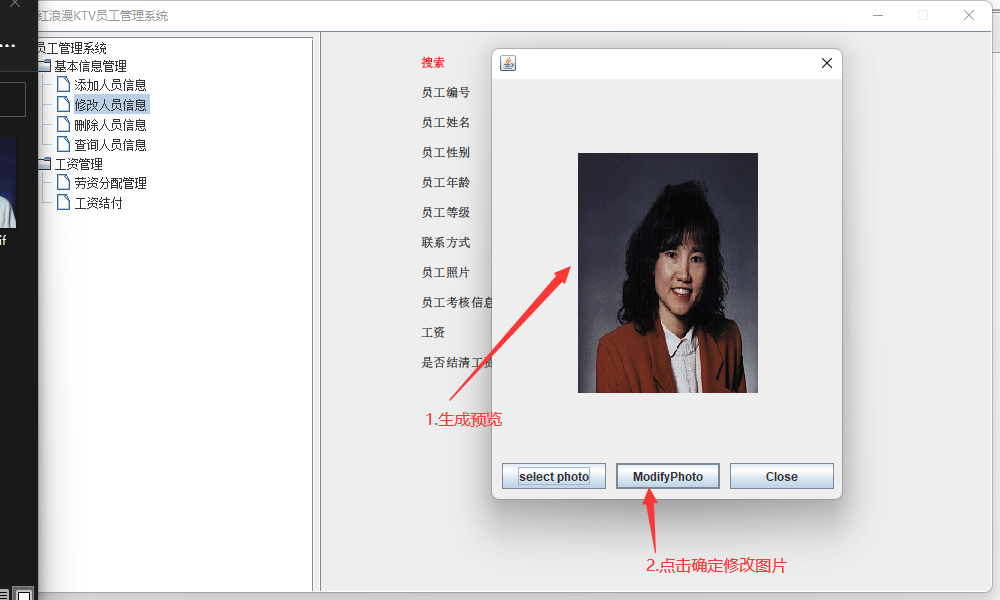 红浪漫KTV员工管理系统
员工管理系统
基本信息管理
添加人员信息
修改人员信息
删除人员信息
查询人员信息
工资管理
劳资分配管理
工资结付
if
搜索
员工编号
员工姓名
员工性别
员工年龄
员工等级
联系方式
员工照片
员工考核信息
工资
是否结清工资
1.生成预览
select photo
ModifyPhoto
Close
2.点击确定修改图片